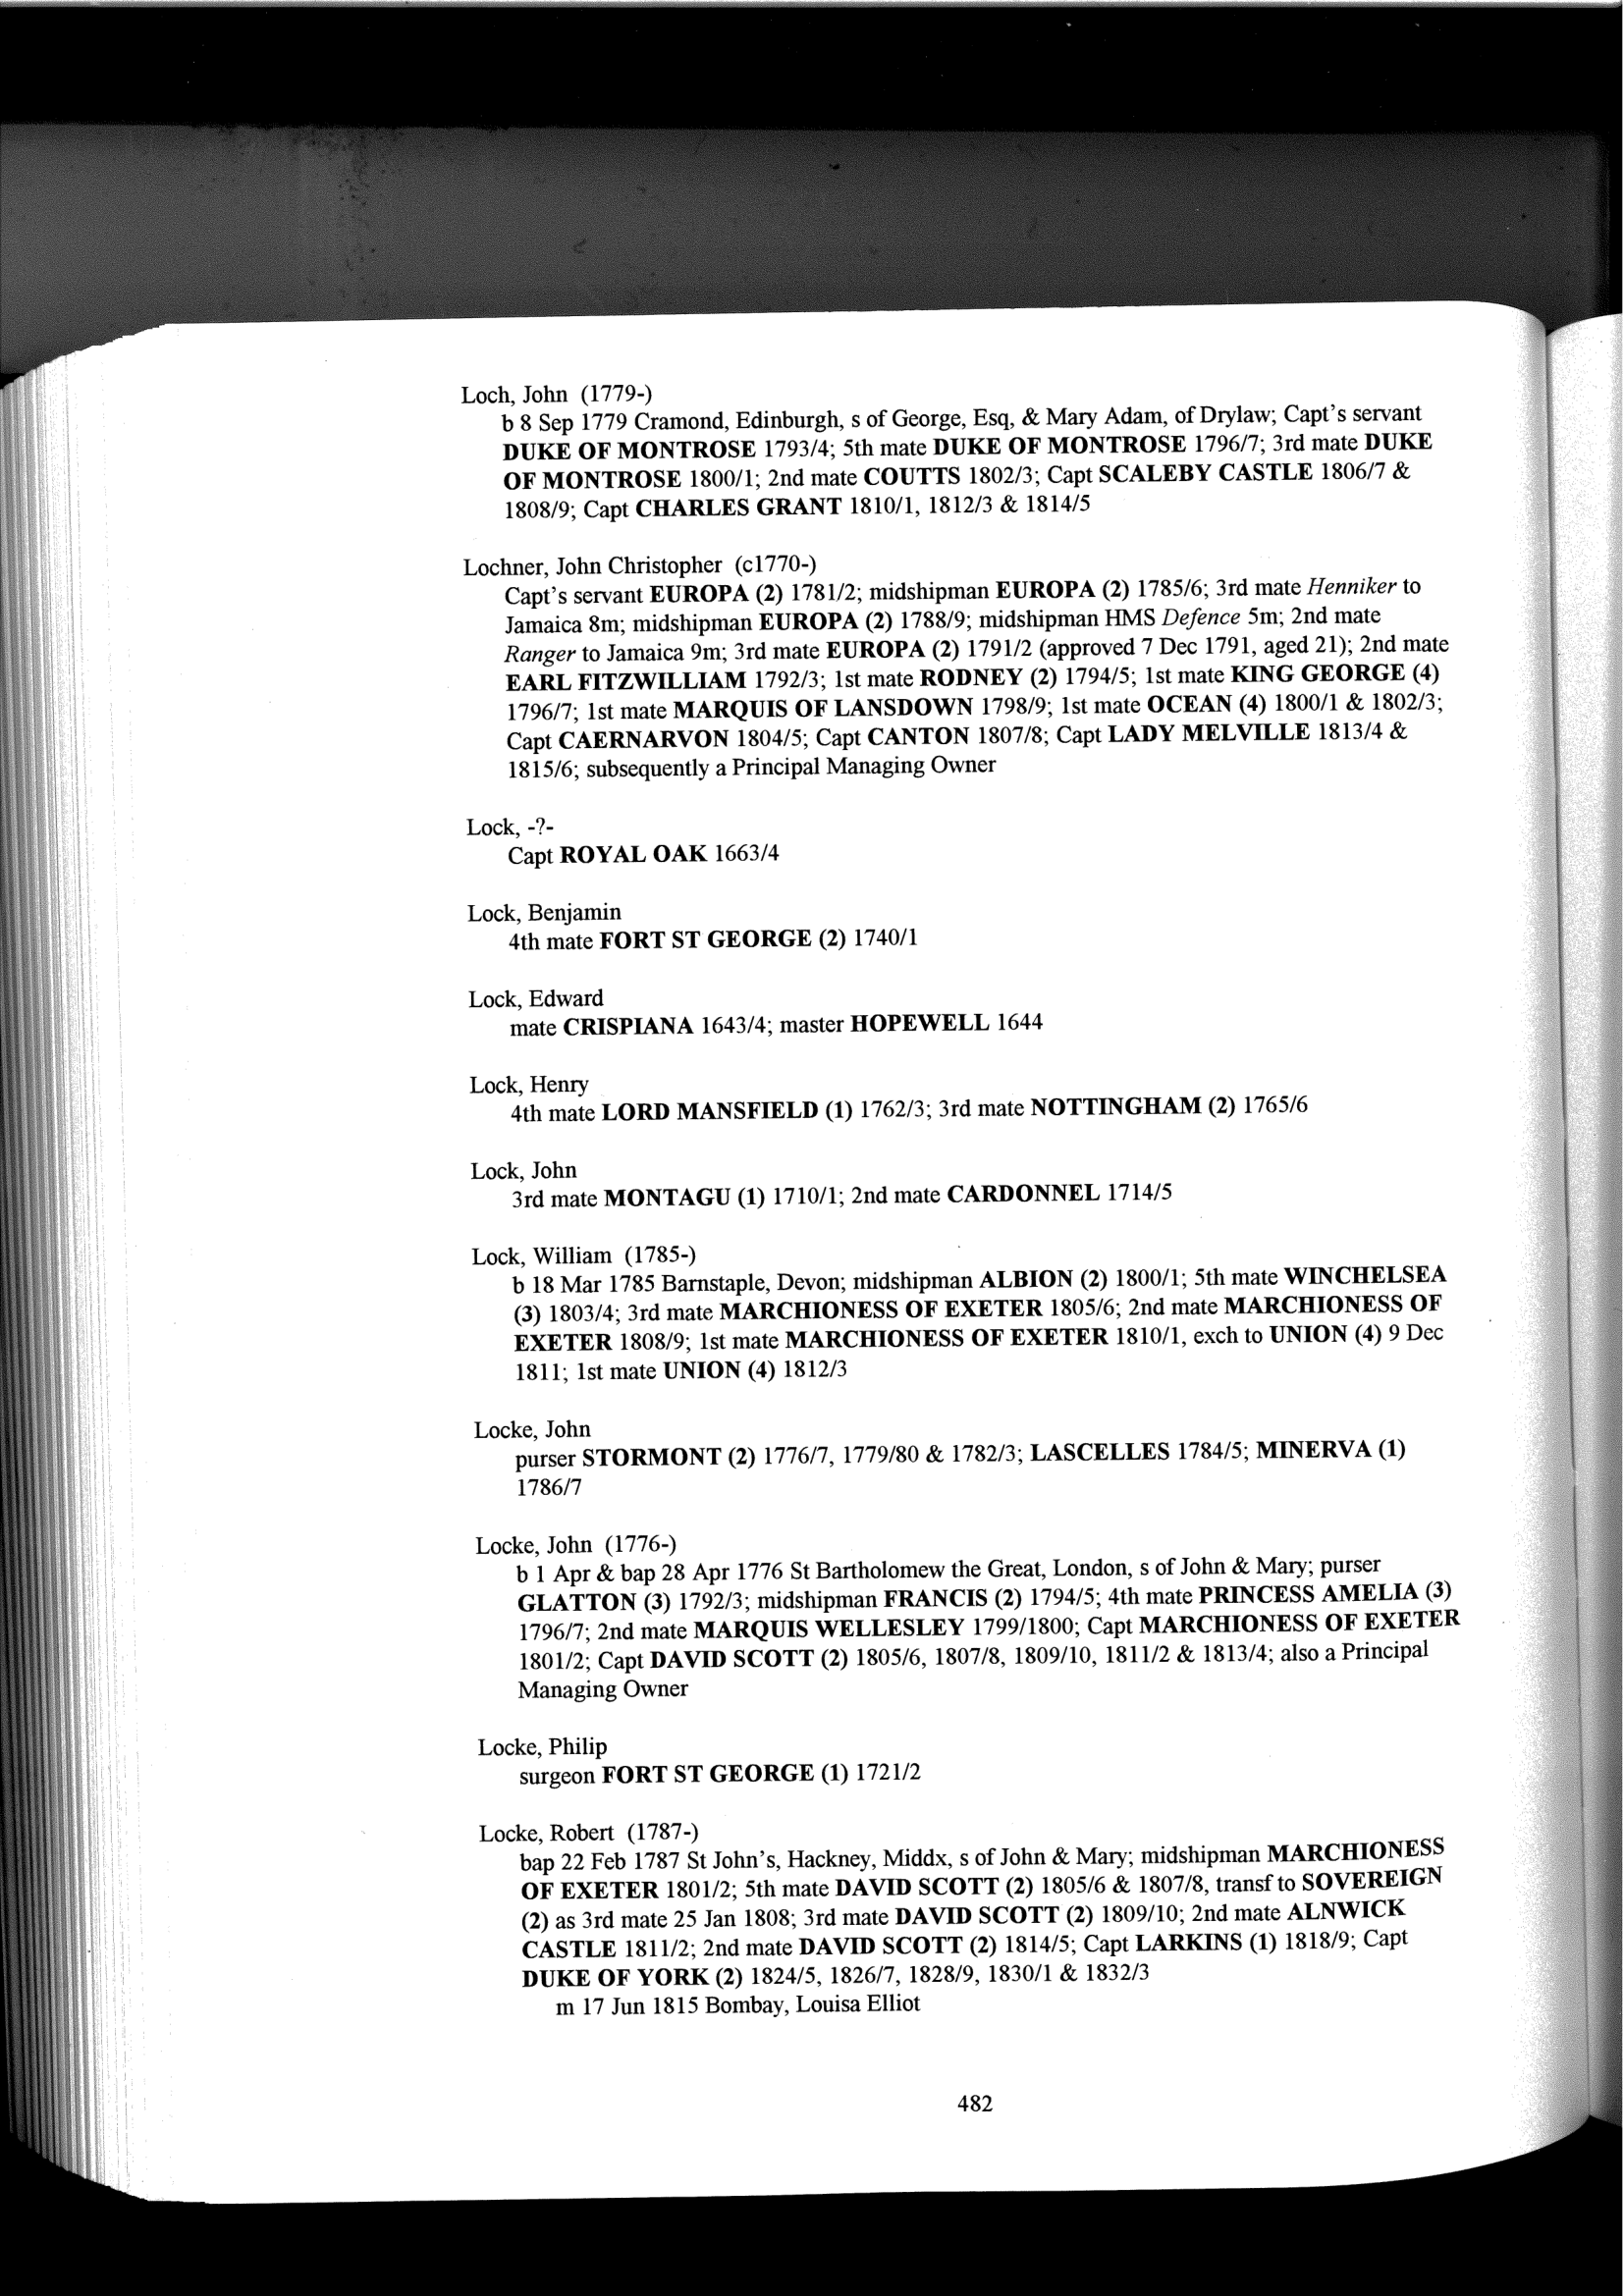 Loch, John (1779-)
b 8 Sep 1779 Cramond, Edinburgh, s of George, Esq, & Mary Adam, of Drylaw; Capt's servant
DUKE OF MONTROSE 1793/4; 5th mate DUKE OF MONTROSE 1796/7; 3rd mate DUKE
OF MONTROSE 1800/1; 2nd mate COUTTS 1802/3; Capt SCALEBY CASTLE 1806/7 &
1808/9; Capt CHARLES GRANT 1810/1, 1812/3 & 1814/5
Lochner, John Christopher (c1770-)
Capt's servant EUROPA (2) 1781/2; midshipman EUROPA (2) 1785/6; 3rd mate Henniker to
Jamaica 8m; midshipman EUROPA (2) 1788/9; midshipman HMS Defence 5m; 2nd mate
Ranger to Jamaica 9m; 3rd mate EUROPA (2) 1791/2 (approved 7 Dec 1791, aged 21); 2nd mate
EARL FITZWILLIAM 1792/3; 1st mate RODNEY (2) 1794/5; 1st mate KING GEORGE (4)
1796/7; 1st mate MARQUIS OF LANSDOWN 1798/9; 1st mate OCEAN (4) 1800/1 & 1802/3;
Capt CAERNARVON 1804/5; Capt CANTON 1807/8; Capt LADY MELVILLE 1813/4 &
1815/6; subsequently a Principal Managing Owner
Lock, -?-
Capt ROYAL OAK 1663/4
Lock, Benjamin
4th mate FORT ST GEORGE (2) 1740/1
Lock, Edward
mate CRISPIANA 1643/4; master HOPEWELL 1644
Lock, Henry
4th mate LORD MANSFIELD (1) 1762/3; 3rd mate NOTTINGHAM (2) 1765/6
Lock, John
3rd mate MONTAGU (1) 1710/1; 2nd mate CARDONNEL 1714/5
Lock, William (1785-)
b 18 Mar 1785 Barnstaple, Devon; midshipman ALBION (2) 1800/1; 5th mate WINCHELSEA
(3) 1803/4; 3rd mate MARCHIONESS OF EXETER 1805/6; 2nd mate MARCHIONESS OF
EXETER 1808/9; 1st mate MARCHIONESS OF EXETER 1810/1, exch to UNION (4) 9 Dec
1811; 1st mate UNION (4) 1812/3
Locke, John
purser STORMONT (2) 1776/7, 1779/80 & 1782/3; LASCELLES 1784/5; MINERVA (1)
1786/7
Locke, John (1776-)
b 1 Apr & bap 28 Apr 1776 St Bartholomew the Great, London, s of John & Mary; purser
GLATTON (3) 1792/3; midshipman FRANCIS (2) 1794/5; 4th mate PRINCESS AMELIA (3)
1796/7; 2nd mate MARQUIS WELLESLEY 1799/1800; Capt MARCHIONESS OF EXETER
1801/2; Capt DAVID SCOTT (2) 1805/6, 1807/8, 1809/10, 1811/2 & 1813/4; also a Principal
Managing Owner
Locke, Philip
surgeon FORT ST GEORGE (1) 1721/2
Locke, Robert (1787-)
bap 22 Feb 1787 St John's, Hackney, Middx, s of John & Mary; midshipman MARCHIONESS
OF EXETER 1801/2; 5th mate DAVID SCOTT (2) 1805/6 & 1807/8, transf to SOVEREIGN
(2) as 3rd mate 25 Jan 1808; 3rd mate DAVID SCOTT (2) 1809/10; 2nd mate ALNWICK
CASTLE 1811/2; 2nd mate DAVID SCOTT (2) 1814/5; Capt LARKINS (1) 1818/9; Capt
DUKE OF YORK (2) 1824/5, 1826/7, 1828/9, 1830/1 & 1832/3
m 17 Jun 1815 Bombay, Louisa Elliot
482